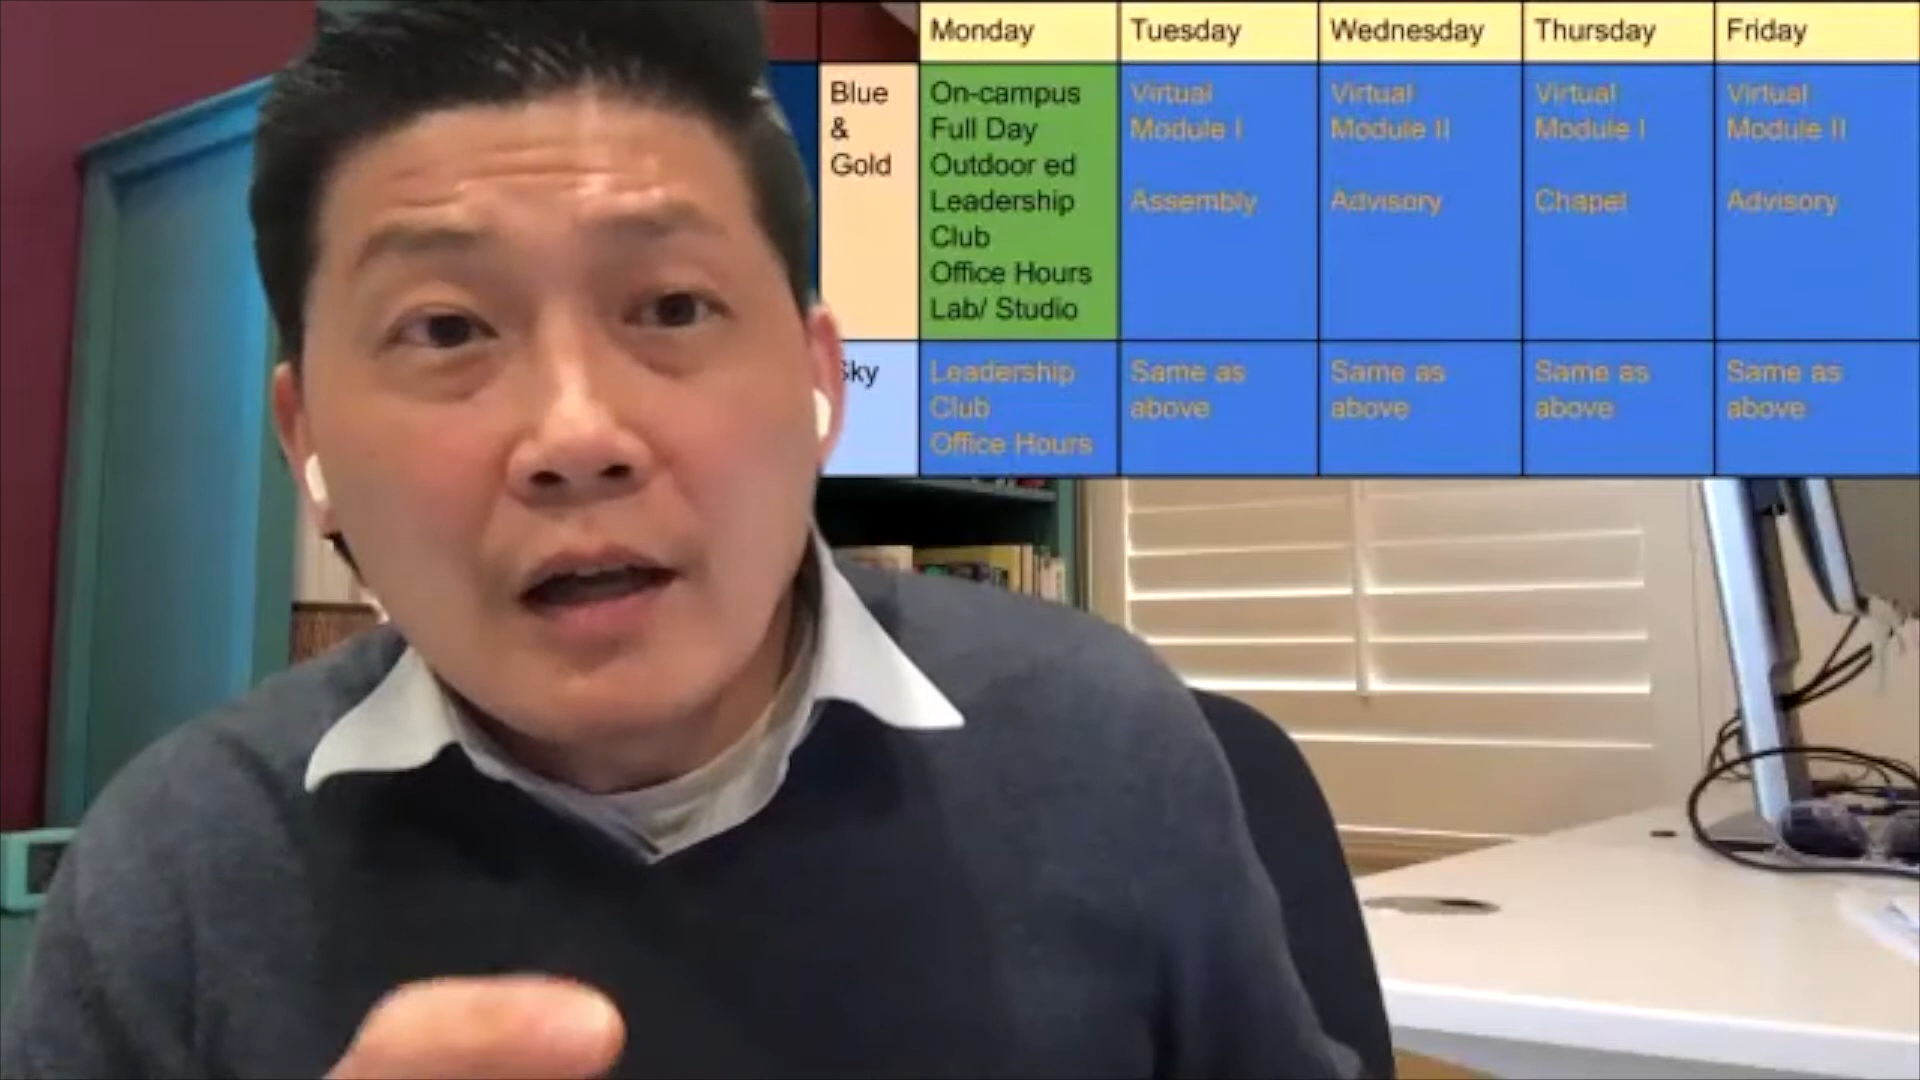 Monday Tuesday Wednesday Thursday Friday
Blue
&
Gold
On-campus
Full Day
Outdoor ed
Leadership
Club
Office Hours
Lab/ Studio
Virtual
Module I
Assembly
Virtual
Module II
Advisory
Virtual
Module I
Chapel
Virtual
Module II
Advisory
Sky
Leadership
Club
Office Hours
Same as
above
Same as
above
Same as
above
Same as
above